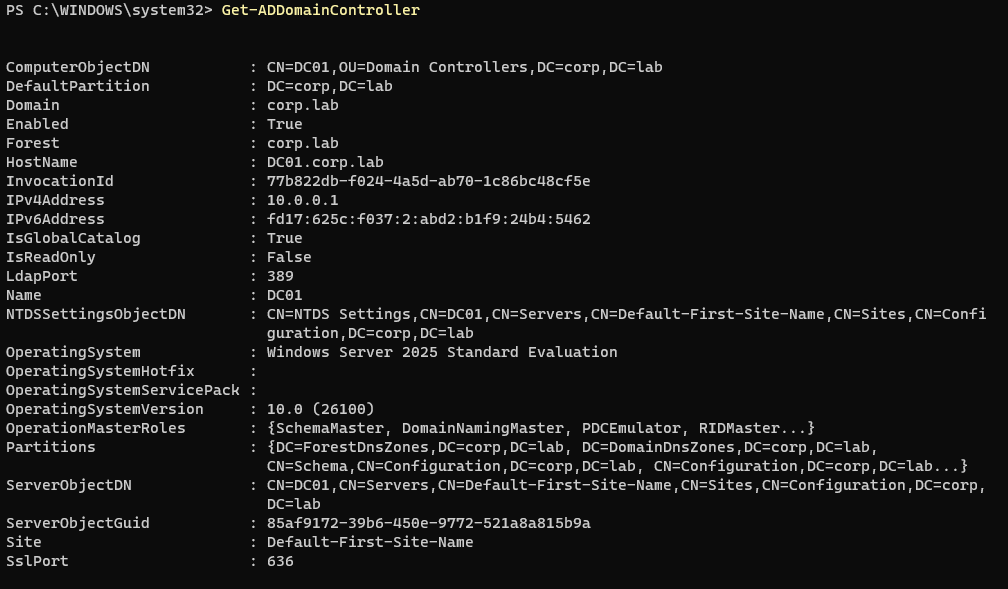 PS C:\WINDOWS\system32> Get-ADDomainController
ComputerObjectDN           : CN=DC01,OU=Domain Controllers,DC=corp,DC=lab
DefaultPartition           : DC=corp,DC=lab
Domain                     : corp.lab
Enabled                    : True
Forest                     : corp.lab
HostName                   : DC01.corp.lab
InvocationId               : 77b822db-f024-4a5d-ab70-1c86bc48cf5e
IPv4Address                : 10.0.0.1
IPv6Address                : fd17:625c:f037:2:abd2:b1f9:24b4:5462
IsGlobalCatalog            : True
IsReadOnly                 : False
LdapPort                   : 389
Name                       : DC01
NTDSSettingsObjectDN       : CN=NTDS Settings,CN=DC01,CN=Servers,CN=Default-First-Site-Name,CN=Sites,CN=Confi
                             guration,DC=corp,DC=lab
OperatingSystem            : Windows Server 2025 Standard Evaluation
OperatingSystemHotfix      :
OperatingSystemServicePack :
OperatingSystemVersion     : 10.0 (26100)
OperationMasterRoles       : {SchemaMaster, DomainNamingMaster, PDCEmulator, RIDMaster...}
Partitions                 : {DC=ForestDnsZones,DC=corp,DC=lab, DC=DomainDnsZones,DC=corp,DC=lab,
                             CN=Schema,CN=Configuration,DC=corp,DC=lab, CN=Configuration,DC=corp,DC=lab...}
ServerObjectDN             : CN=DC01,CN=Servers,CN=Default-First-Site-Name,CN=Sites,CN=Configuration,DC=corp,
                             DC=lab
ServerObjectGuid           : 85af9172-39b6-450e-9772-521a8a815b9a
Site                       : Default-First-Site-Name
SslPort                    : 636